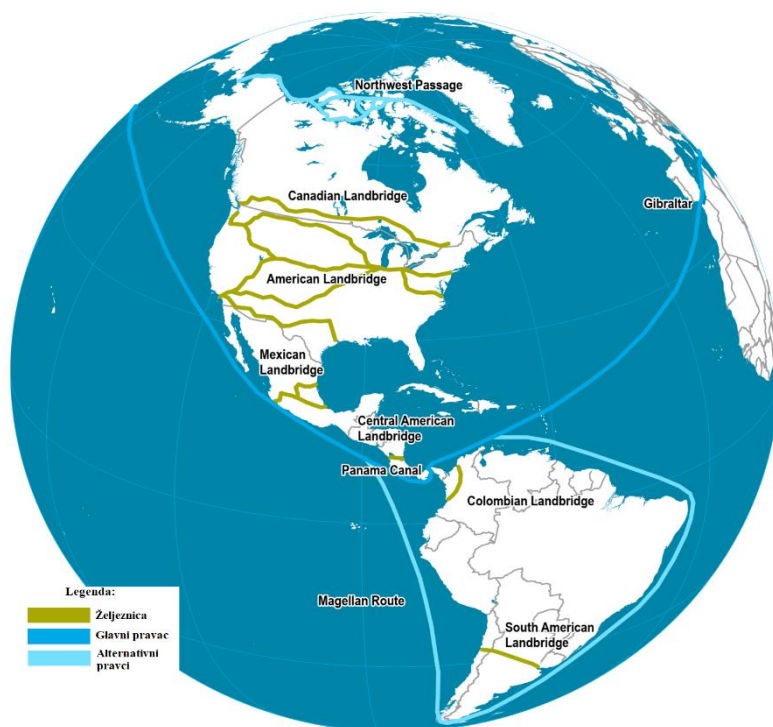 Northwest Passage
Canadian Landbridge
Gibraltar
American Landbridge
Mexican
Landbridge
Central American
Landbridge
Panama Canal
Colombian Landbridge
Magellan Route
South American
Landbridge
Legenda:
Željeznica
Glavni pravac
Alternativni
pravci